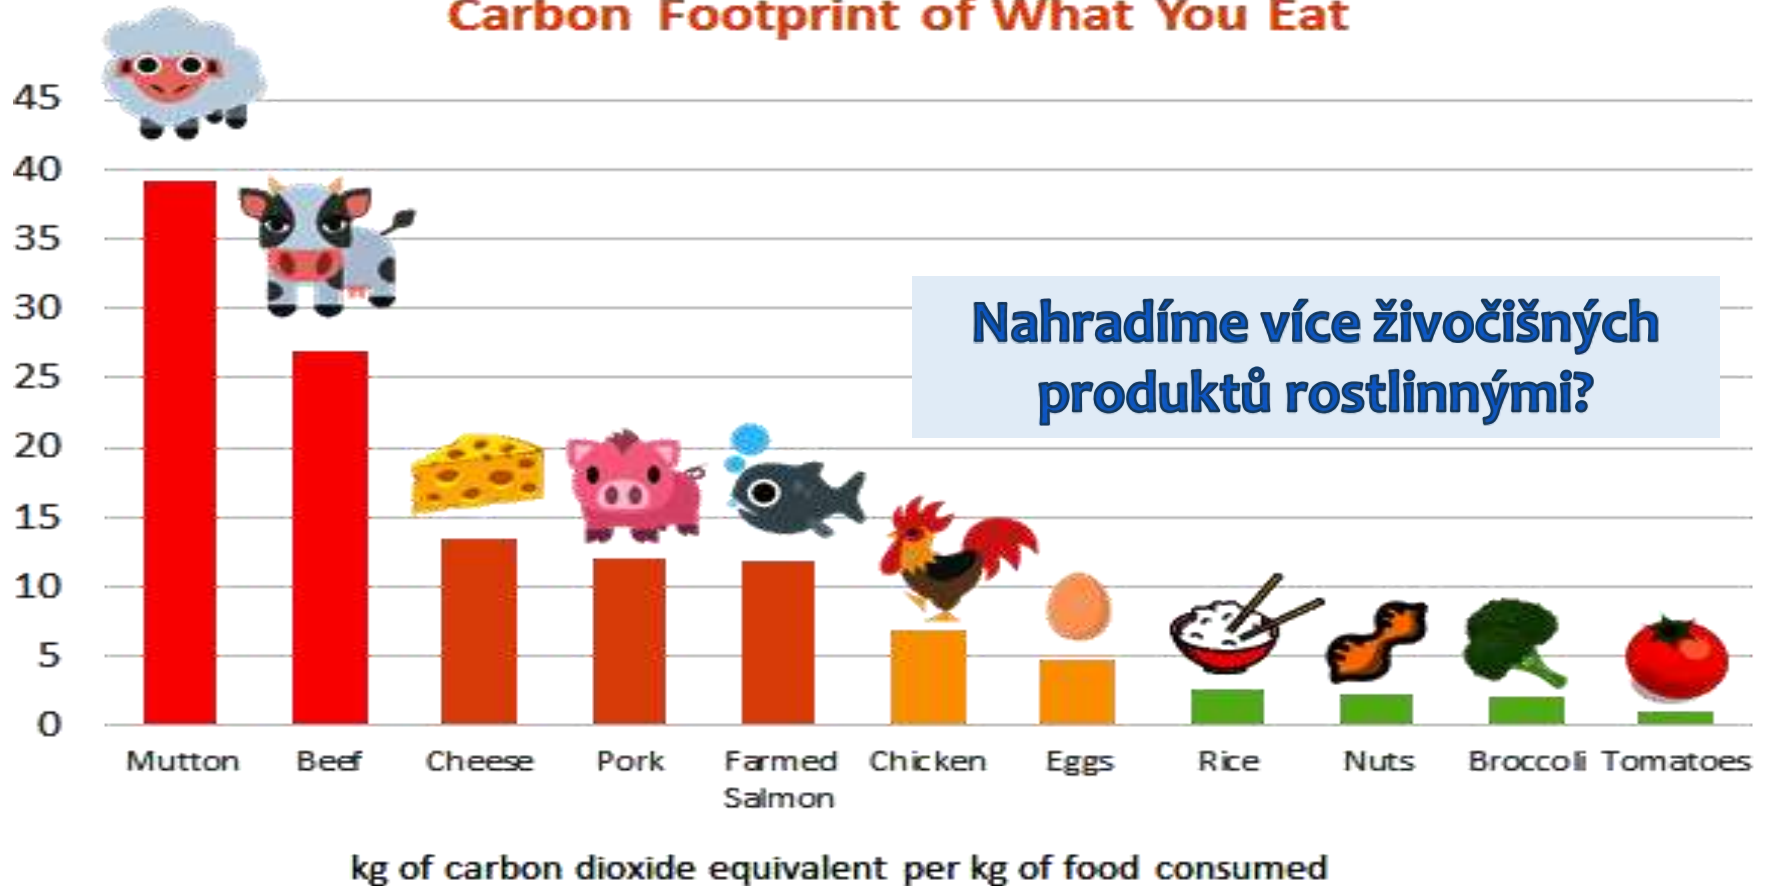 Carbon Footprint of What You Eat
45
40
35
30
25
20
15
10
5
0
Nahradíme více živočišných
produktů rostlinnými?
Mutton Beef Cheese Pork Farmed Chicken Eggs Rice Nuts Broccoli Tomatoes
Salmon
kg of carbon dioxide equivalent per kg of food consumed